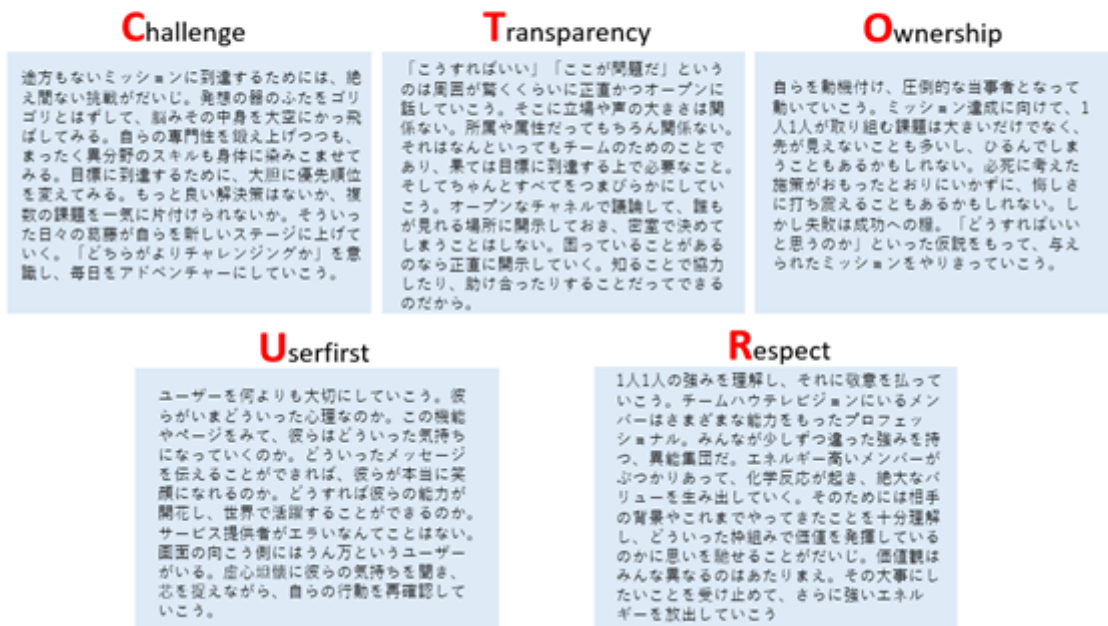 Challenge
途方もないミッションに到達するためには、絶
え間ない挑戦がだいじ。発想の器のふたをゴリ
ゴリとはずして、脳みその中身を大空にかっ飛
ばしてみる。自らの専門性を鍛え上げつつも、
まったく異分野のスキルも身体に染みこませて
みる。目標に到達するために、大胆に優先順位
を変えてみる。もっと良い解決策はないか、複
数の課題を一気に片付けられないか。そういっ
た日々の葛藤が自らを新しいステージに上げて
いく。「どちらがよりチャレンジングか」を意
識し、毎日をアドベンチャーにしていこう。
Transparency
「こうすればいい」「ここが問題だ」という
のは周囲が驚くくらいに正直かつオープンに
話していこう。そこに立場や声の大きさは関
係ない。所属や属性だってもちろん関係ない。
それはなんといってもチームのためのことで
あり、果ては目標に到達する上で必要なこと。
そしてちゃんとすべてをつまびらかにしてい
こう。オープンなチャネルで議論して、誰も
が見れる場所に開示しておき、密室で決めて
しまうことはしない。困っていることがある
のなら正直に開示していく。知ることで協力
したり、助け合ったりすることだってできる
のだから。
Ownership
自らを動機付け、圧倒的な当事者となって
動いていこう。ミッション達成に向けて、1
人1人が取り組む課題は大きいだけでなく、
先が見えないことも多いし、ひるんでしま
うこともあるかもしれない。必死に考えた
施策がおもったとおりにいかずに、悔しさ
に打ち震えることもあるかもしれない。し
かし失敗は成功への糧。「どうすればいい
と思うのか」といった仮説をもって、与え
られたミッションをやりきっていこう。
Userfirst
ユーザーを何よりも大切にしていこう。彼
らがいまどういった心理なのか。この機能
やページをみて、彼らはどういった気持ち
になっていくのか。どういったメッセージ
を伝えることができれば、彼らが本当に笑
顔になれるのか。どうすれば彼らの能力が
開花し、世界で活躍することができるのか。
サービス提供者がエラいなんてことはない。
画面の向こう側にはうん万というユーザー
がいる。虚心坦懐に彼らの気持ちを聞き、
芯を捉えながら、自らの行動を再確認して
いこう。
Respect
1人1人の強みを理解し、それに敬意を払って
いこう。チームハウテレビジョンにいるメン
バーはさまざまな能力をもったプロフェッ
ショナル。みんなが少しずつ違った強みを持
つ、異能集団だ。エネルギー高いメンバーが
ぶつかりあって、化学反応が起き、絶大なバ
リューを生み出していく。そのためには相手
の背景やこれまでやってきたことを十分理解
し、どういった枠組みで価値を発揮している
のかに思いを馳せることがだいじ。価値観は
みんな異なるのはあたりまえ。その大事にし
たいことを受け止めて、さらに強いエネル
ギーを放出していこう